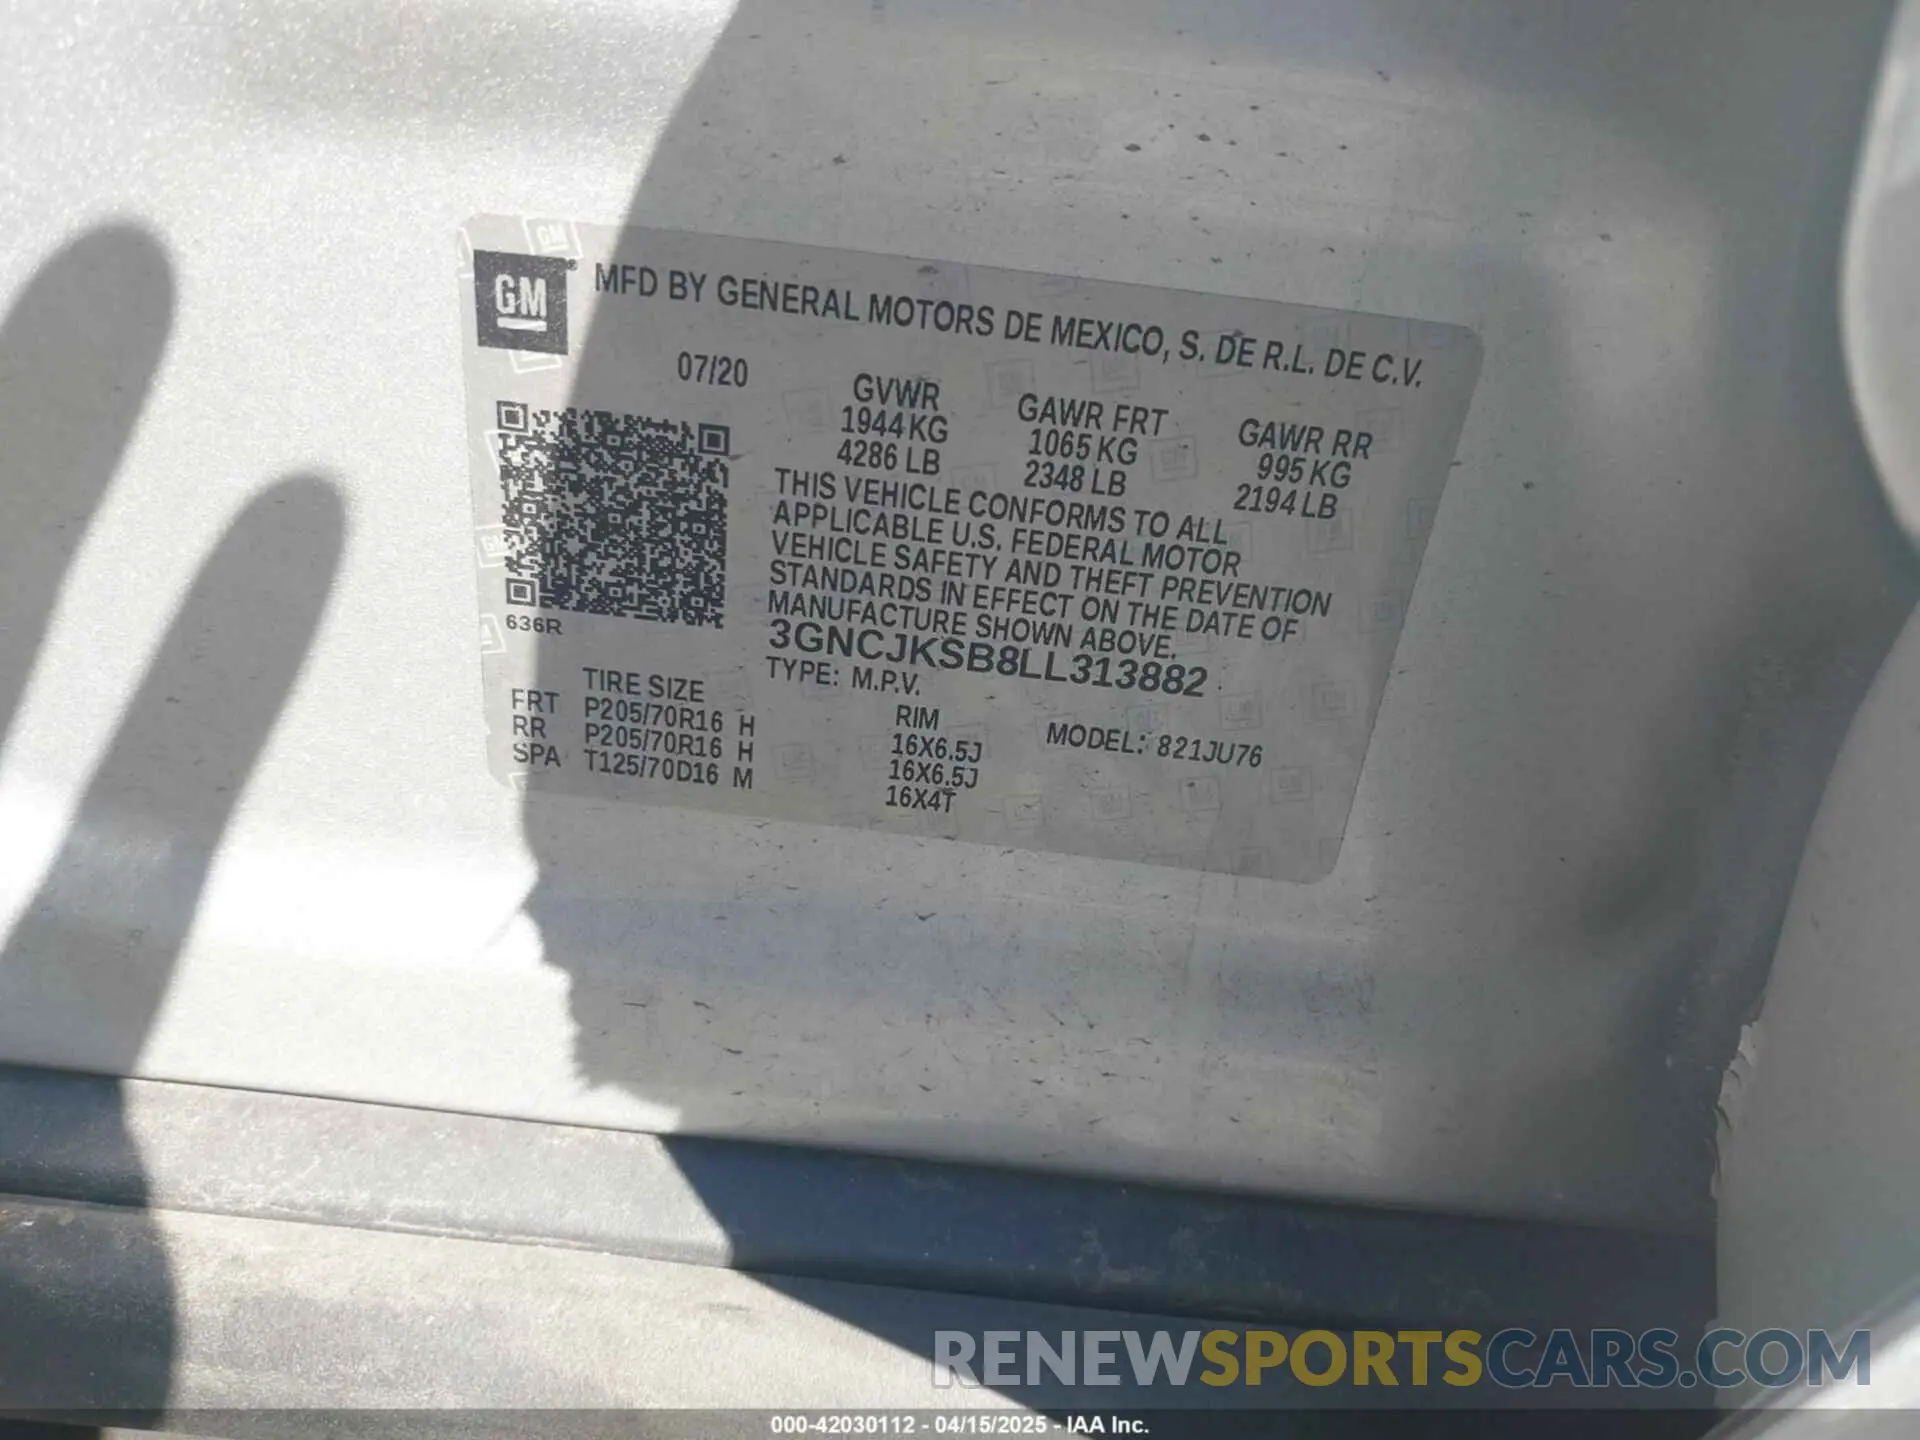 GM MFD BY GENERAL MOTORS DE MEXICO, S. DE R.L. DE C.V.
07/20
GVWR GAWR FRT GAWR RR
1944 KG 1065 KG 995 KG
4286 LB 2348 LB 2194 LB
THIS VEHICLE CONFORMS TO ALL
APPLICABLE U.S. FEDERAL MOTOR
VEHICLE SAFETY AND THEFT PREVENTION
STANDARDS IN EFFECT ON THE DATE OF
MANUFACTURE SHOWN ABOVE.
636R
3GNCJKSB8LL313882
TYPE: M.P.V.
TIRE SIZE RIM
FRT P205/70R16 H 16X6.5J
RR P205/70R16 H 16X6.5J
SPA T125/70D16 M 16X4T
MODEL: 821JU76
RENEWSPORTSCARS.COM
000-42030112 - 04/15/2025 - IAA Inc.